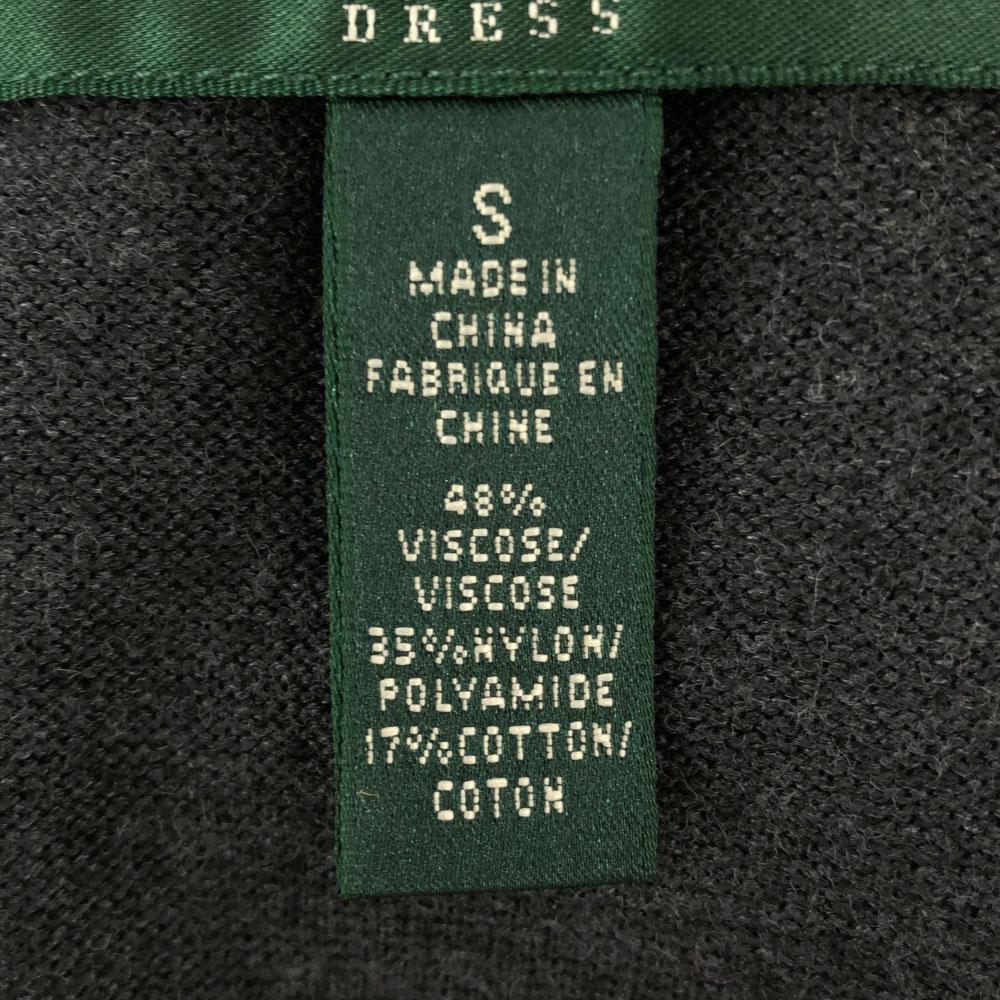 DRESS
S
MADE IN
CHINA
FABRIQUE EN
CHINE
48%
VISCOSE/
VISCOSE
35%NYLON/
POLYAMIDE
17%COTTON/
COTON